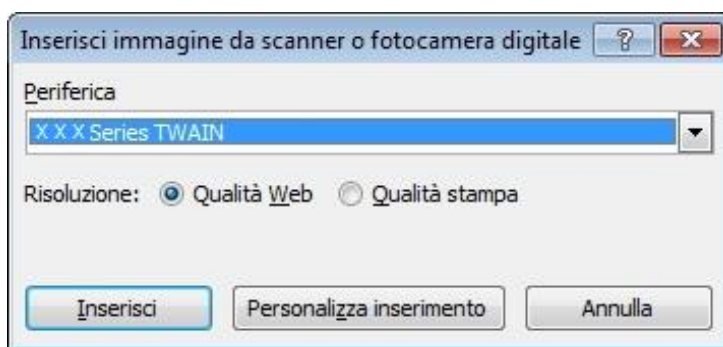 Inserisci immagine da scanner o fotocamera digitale
Periferica
X X X Series TWAIN
Risoluzione: Qualità Web Qualità stampa
Inserisci Personalizza inserimento Annulla